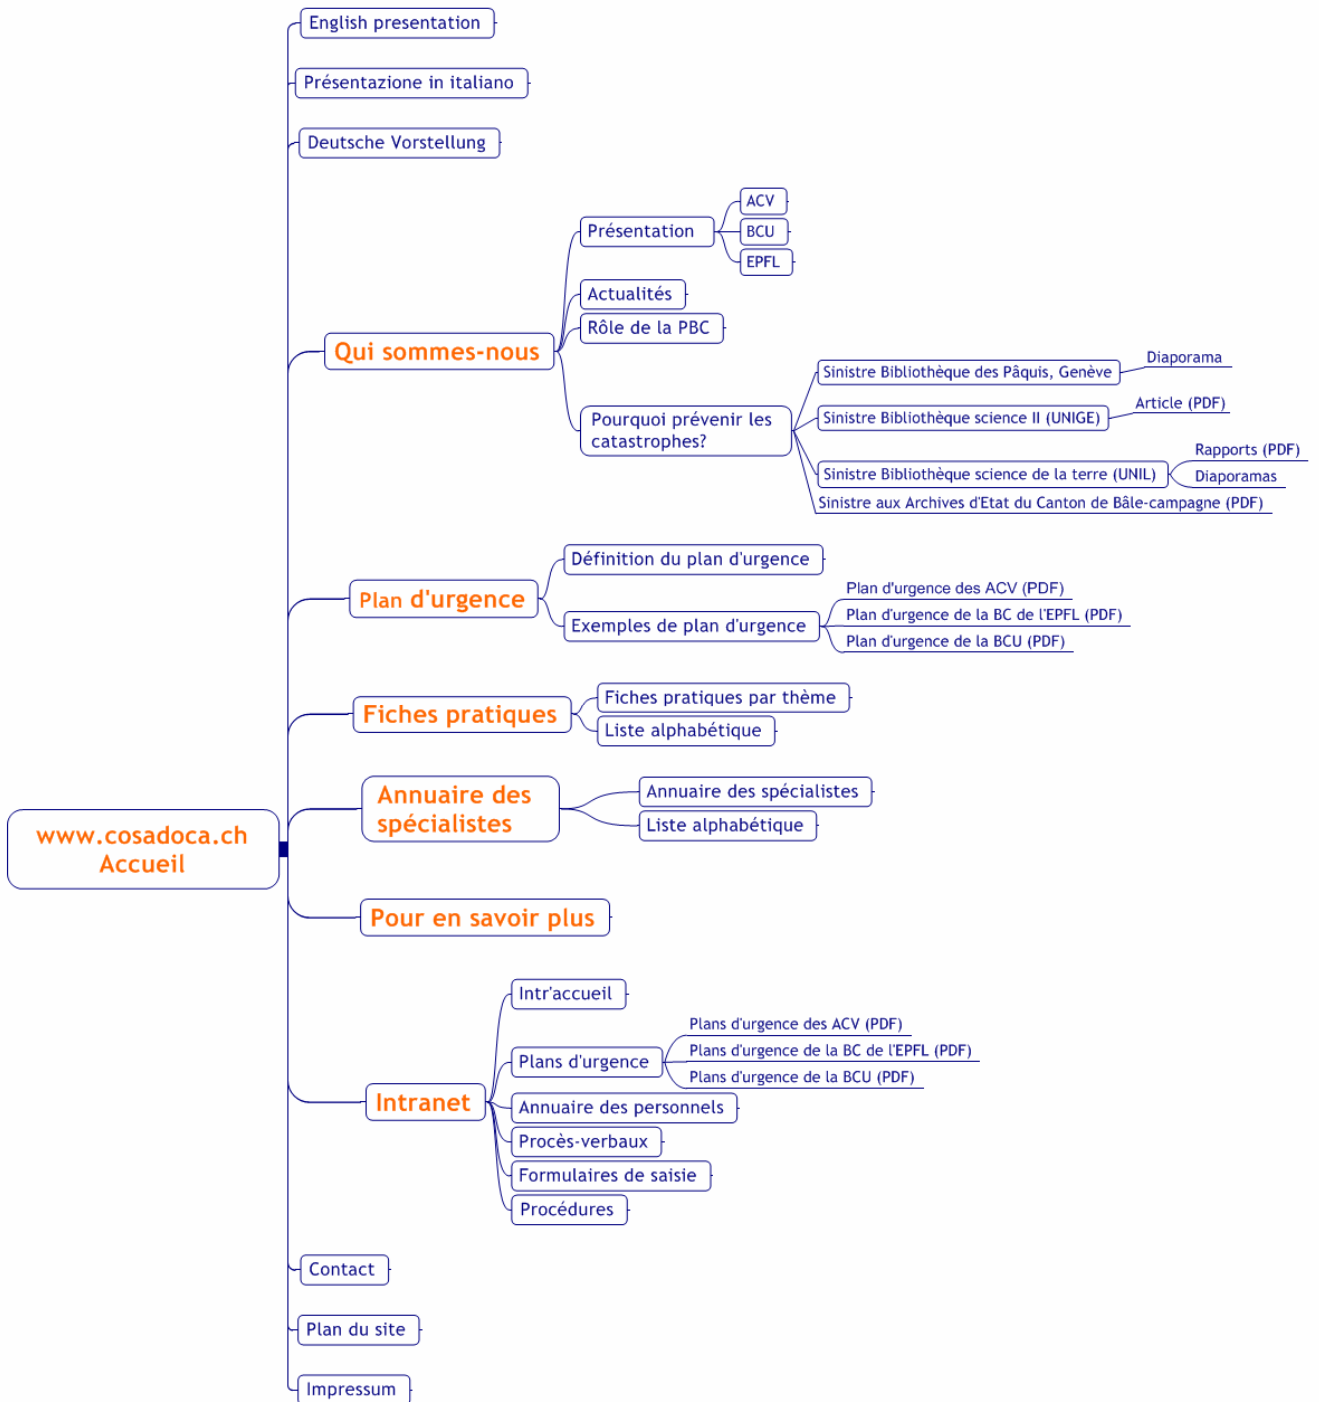 English presentation
Présentazione in italiano
Deutsche Vorstellung
Qui sommes-nous
Présentation
ACV
BCU
EPFL
Actualités
Rôle de la PBC
Pourquoi prévenir les
catastrophes?
Sinistre Bibliothèque des Pâquis, Genève
Diaporama
Sinistre Bibliothèque science II (UNIGE)
Article (PDF)
Sinistre Bibliothèque science de la terre (UNIL)
Rapports (PDF)
Diaporamas
Sinistre aux Archives d'Etat du Canton de Bâle-campagne (PDF)
Plan d'urgence
Définition du plan d'urgence
Exemples de plan d'urgence
Plan d'urgence des ACV (PDF)
Plan d'urgence de la BC de l'EPFL (PDF)
Plan d'urgence de la BCU (PDF)
Fiches pratiques
Fiches pratiques par thème
Liste alphabétique
Annuaire des
spécialistes
Annuaire des spécialistes
Liste alphabétique
www.cosadoca.ch
Accueil
Pour en savoir plus
Intranet
Intr'accueil
Plans d'urgence
Plans d'urgence des ACV (PDF)
Plans d'urgence de la BC de l'EPFL (PDF)
Plans d'urgence de la BCU (PDF)
Annuaire des personnels
Procès-verbaux
Formulaires de saisie
Procédures
Contact
Plan du site
Impressum